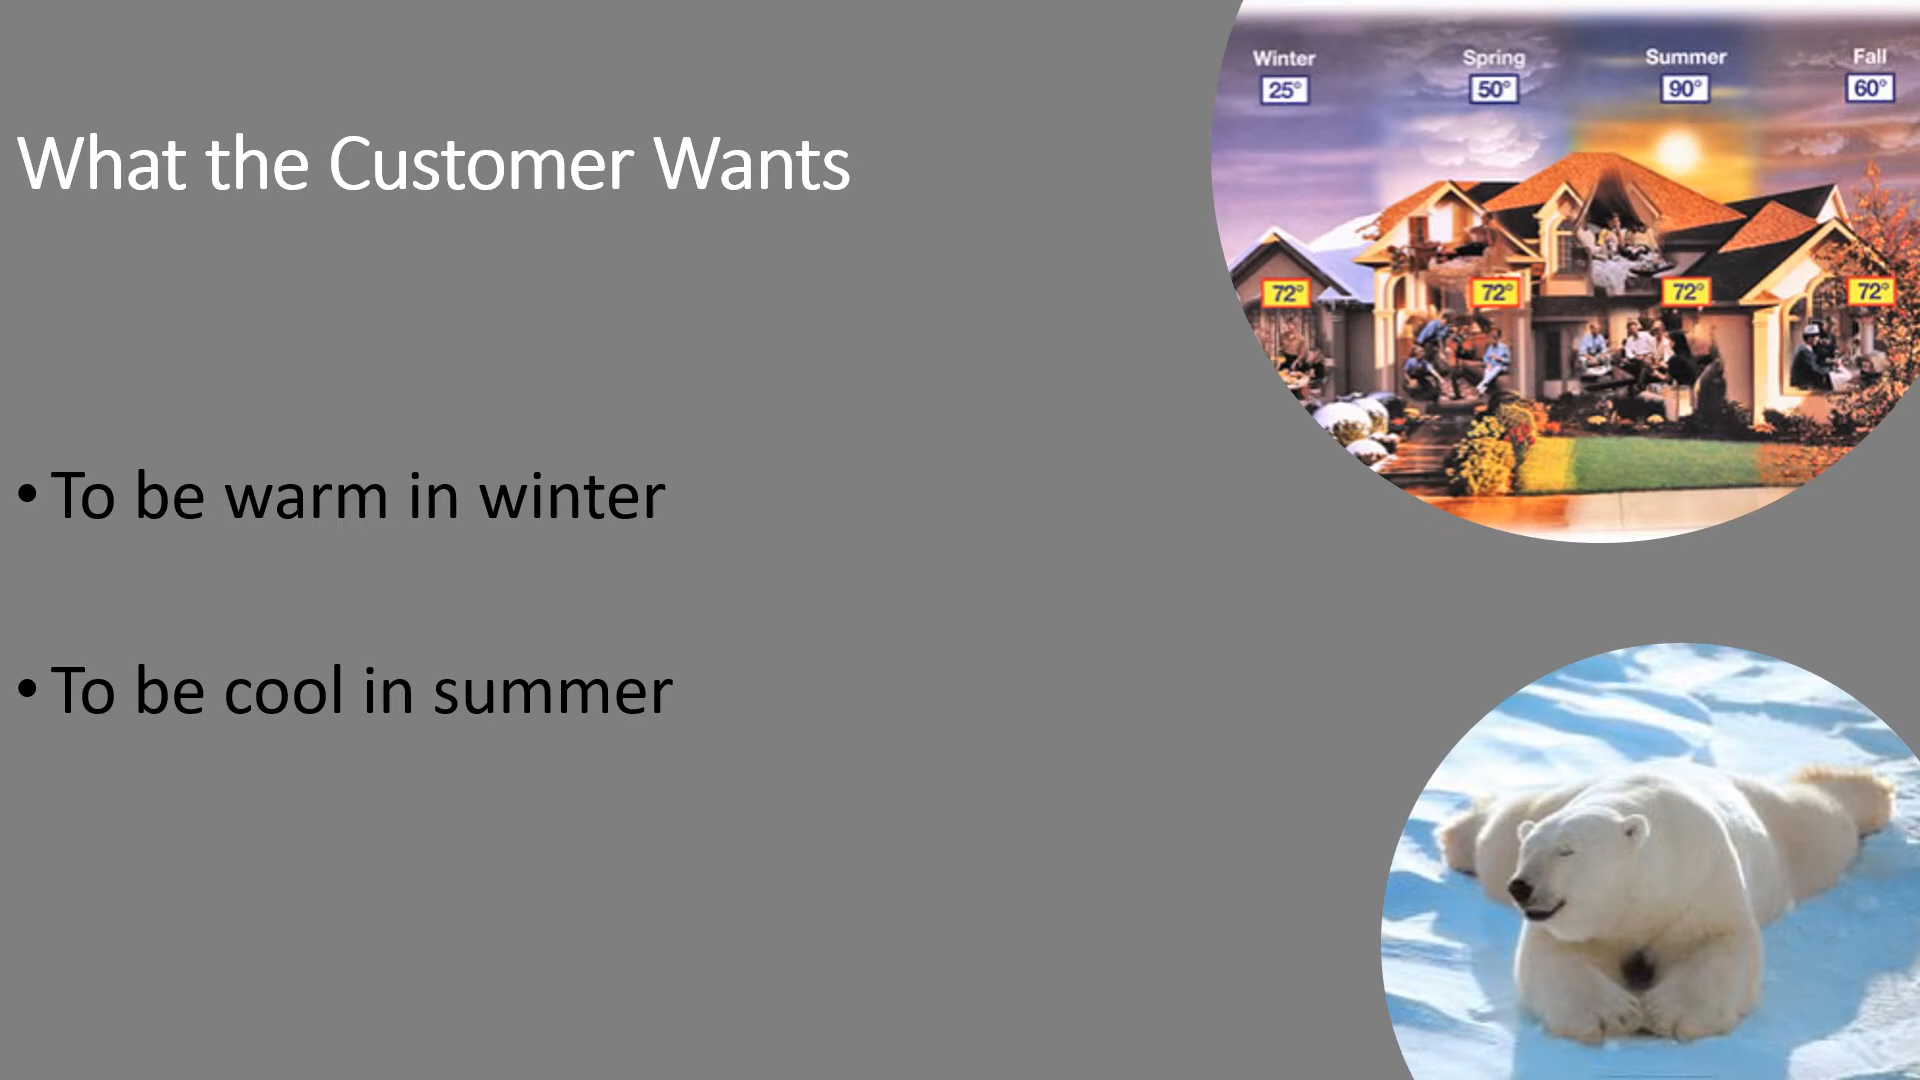 What the Customer Wants
• To be warm in winter
• To be cool in summer
Winter Spring Summer Fall
25° 50° 90° 60°
72° 72° 72° 72°